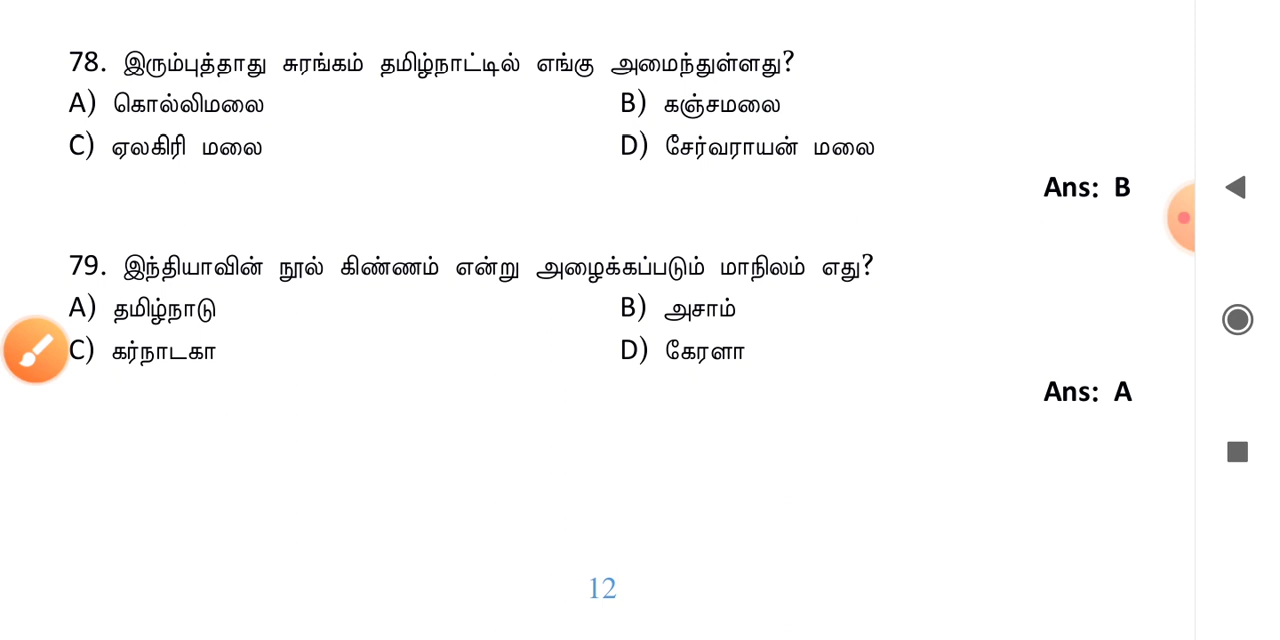 78. இரும்புத்தாது சுரங்கம் தமிழ்நாட்டில் எங்கு அமைந்துள்ளது?
A) கொல்லிமலை B) கஞ்சமலை
C) ஏலகிரி மலை D) சேர்வராயன் மலை
Ans: B
79. இந்தியாவின் நூல் கிண்ணம் என்று அழைக்கப்படும் மாநிலம் எது?
A) தமிழ்நாடு B) அசாம்
C) கர்நாடகா D) கேரளா
Ans: A
12